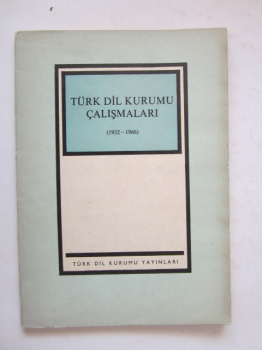 TÜRK DİL KURUMU
ÇALIŞMALARI
(1932-1966)
TÜRK DİL KURUMU YAYINLARI